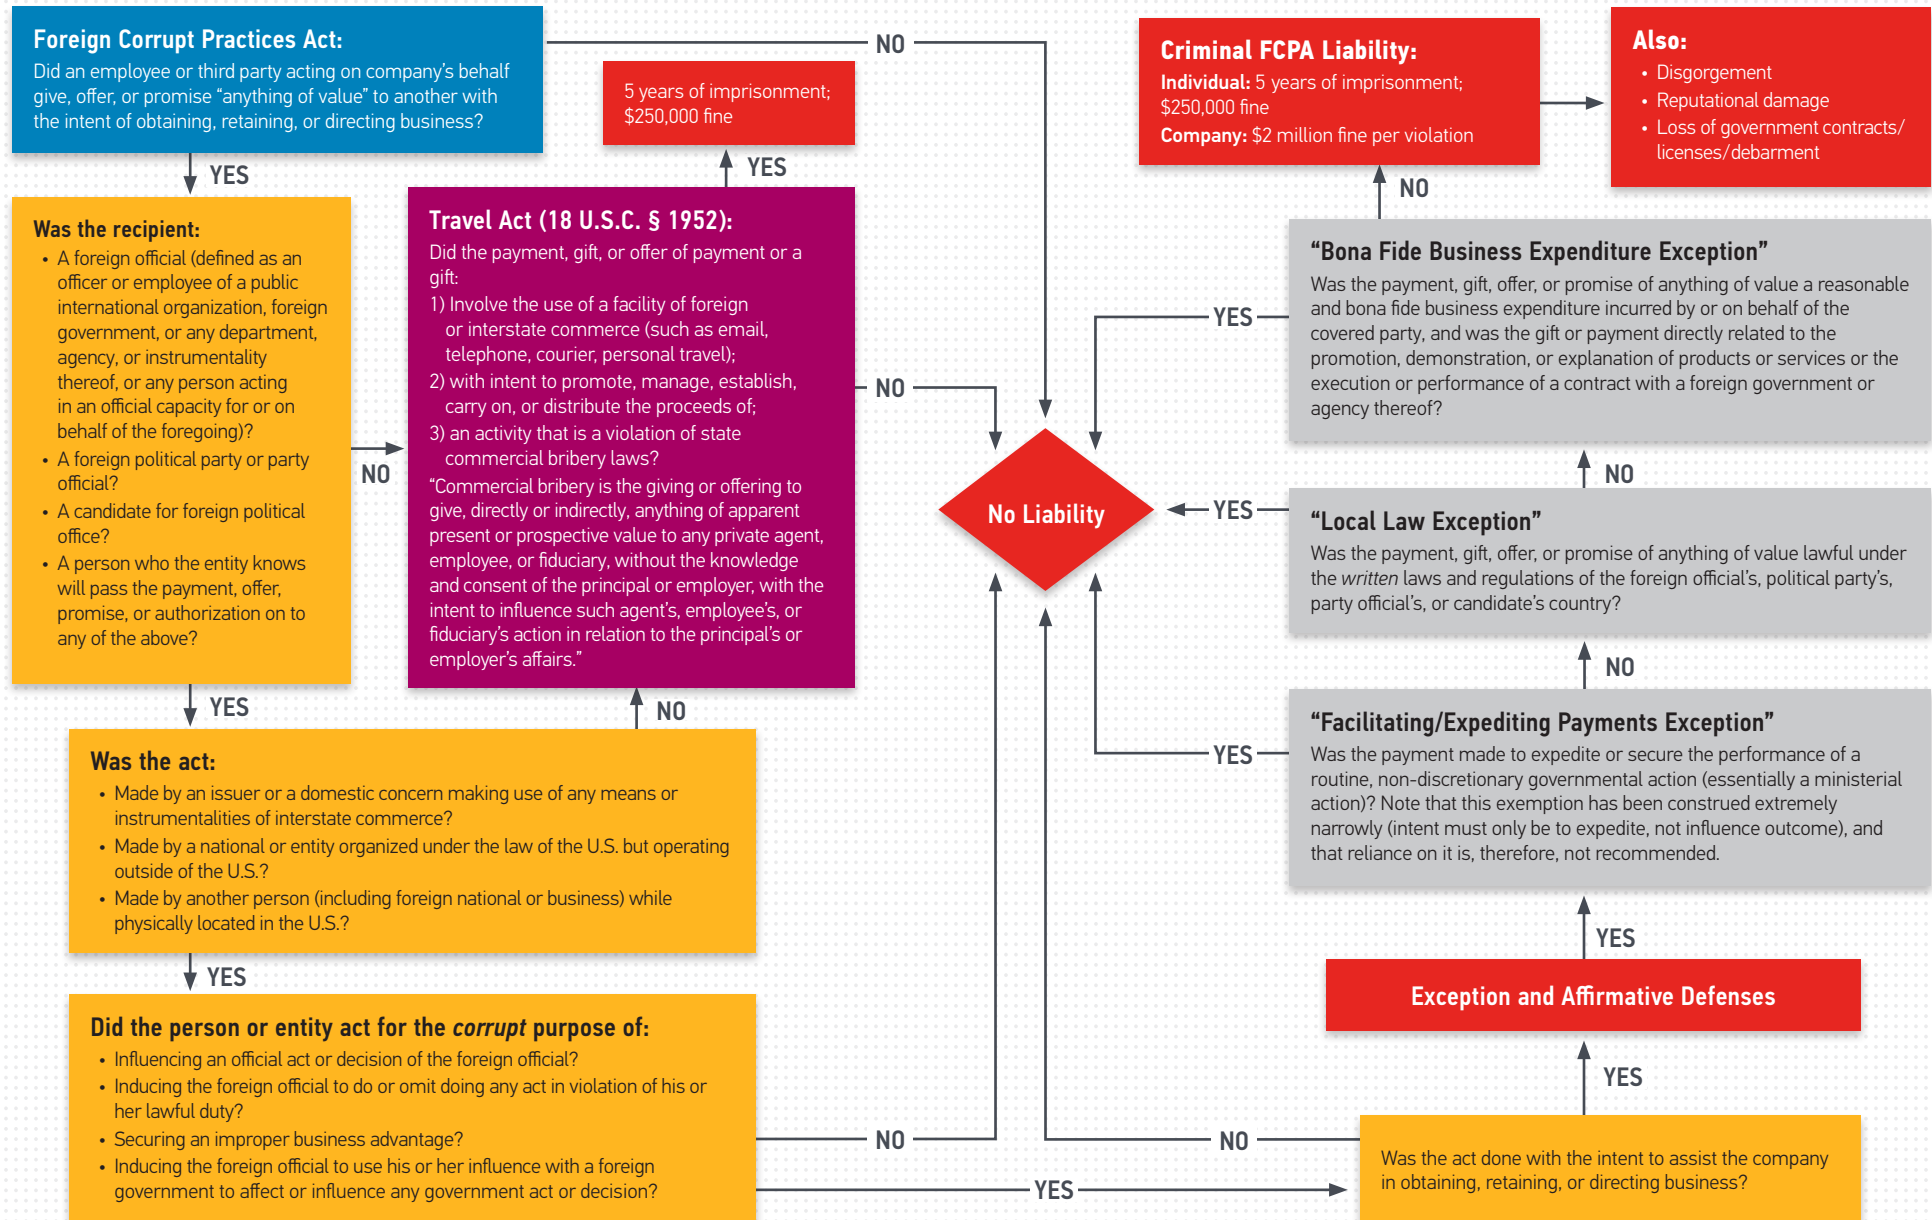 Foreign Corrupt Practices Act:
Did an employee or third party acting on company’s behalf
give, offer, or promise “anything of value” to another with
the intent of obtaining, retaining, or directing business?
NO
YES
5 years of imprisonment;
$250,000 fine
YES
Criminal FCPA Liability:
Individual: 5 years of imprisonment;
$250,000 fine
Company: $2 million fine per violation
Also:
• Disgorgement
• Reputational damage
• Loss of government contracts/
licenses/debarment
NO
Was the recipient:
• A foreign official (defined as an
officer or employee of a public
international organization, foreign
government, or any department,
agency, or instrumentality
thereof, or any person acting
in an official capacity for or on
behalf of the foregoing)?
• A foreign political party or party
official?
• A candidate for foreign political
office?
• A person who the entity knows
will pass the payment, offer,
promise, or authorization on to
any of the above?
NO
YES
Travel Act (18 U.S.C. § 1952):
Did the payment, gift, or offer of payment or a
gift:
1) Involve the use of a facility of foreign
or interstate commerce (such as email,
telephone, courier, personal travel);
2) with intent to promote, manage, establish,
carry on, or distribute the proceeds of;
3) an activity that is a violation of state
commercial bribery laws?
“Commercial bribery is the giving or offering to
give, directly or indirectly, anything of apparent
present or prospective value to any private agent,
employee, or fiduciary, without the knowledge
and consent of the principal or employer, with the
intent to influence such agent’s, employee’s, or
fiduciary’s action in relation to the principal’s or
employer’s affairs.”
NO
NO
No Liability
“Bona Fide Business Expenditure Exception”
Was the payment, gift, offer, or promise of anything of value a reasonable
and bona fide business expenditure incurred by or on behalf of the
covered party, and was the gift or payment directly related to the
promotion, demonstration, or explanation of products or services or the
execution or performance of a contract with a foreign government or
agency thereof?
YES
NO
“Local Law Exception”
Was the payment, gift, offer, or promise of anything of value lawful under
the written laws and regulations of the foreign official’s, political party’s,
party official’s, or candidate’s country?
YES
NO
“Facilitating/Expediting Payments Exception”
Was the payment made to expedite or secure the performance of a
routine, non-discretionary governmental action (essentially a ministerial
action)? Note that this exemption has been construed extremely
narrowly (intent must only be to expedite, not influence outcome), and
that reliance on it is, therefore, not recommended.
YES
YES
Was the act:
• Made by an issuer or a domestic concern making use of any means or
instrumentalities of interstate commerce?
• Made by a national or entity organized under the law of the U.S. but operating
outside of the U.S.?
• Made by another person (including foreign national or business) while
physically located in the U.S.?
YES
Exception and Affirmative Defenses
YES
Did the person or entity act for the corrupt purpose of:
• Influencing an official act or decision of the foreign official?
• Inducing the foreign official to do or omit doing any act in violation of his or
her lawful duty?
• Securing an improper business advantage?
• Inducing the foreign official to use his or her influence with a foreign
government to affect or influence any government act or decision?
NO
YES
NO
Was the act done with the intent to assist the company
in obtaining, retaining, or directing business?